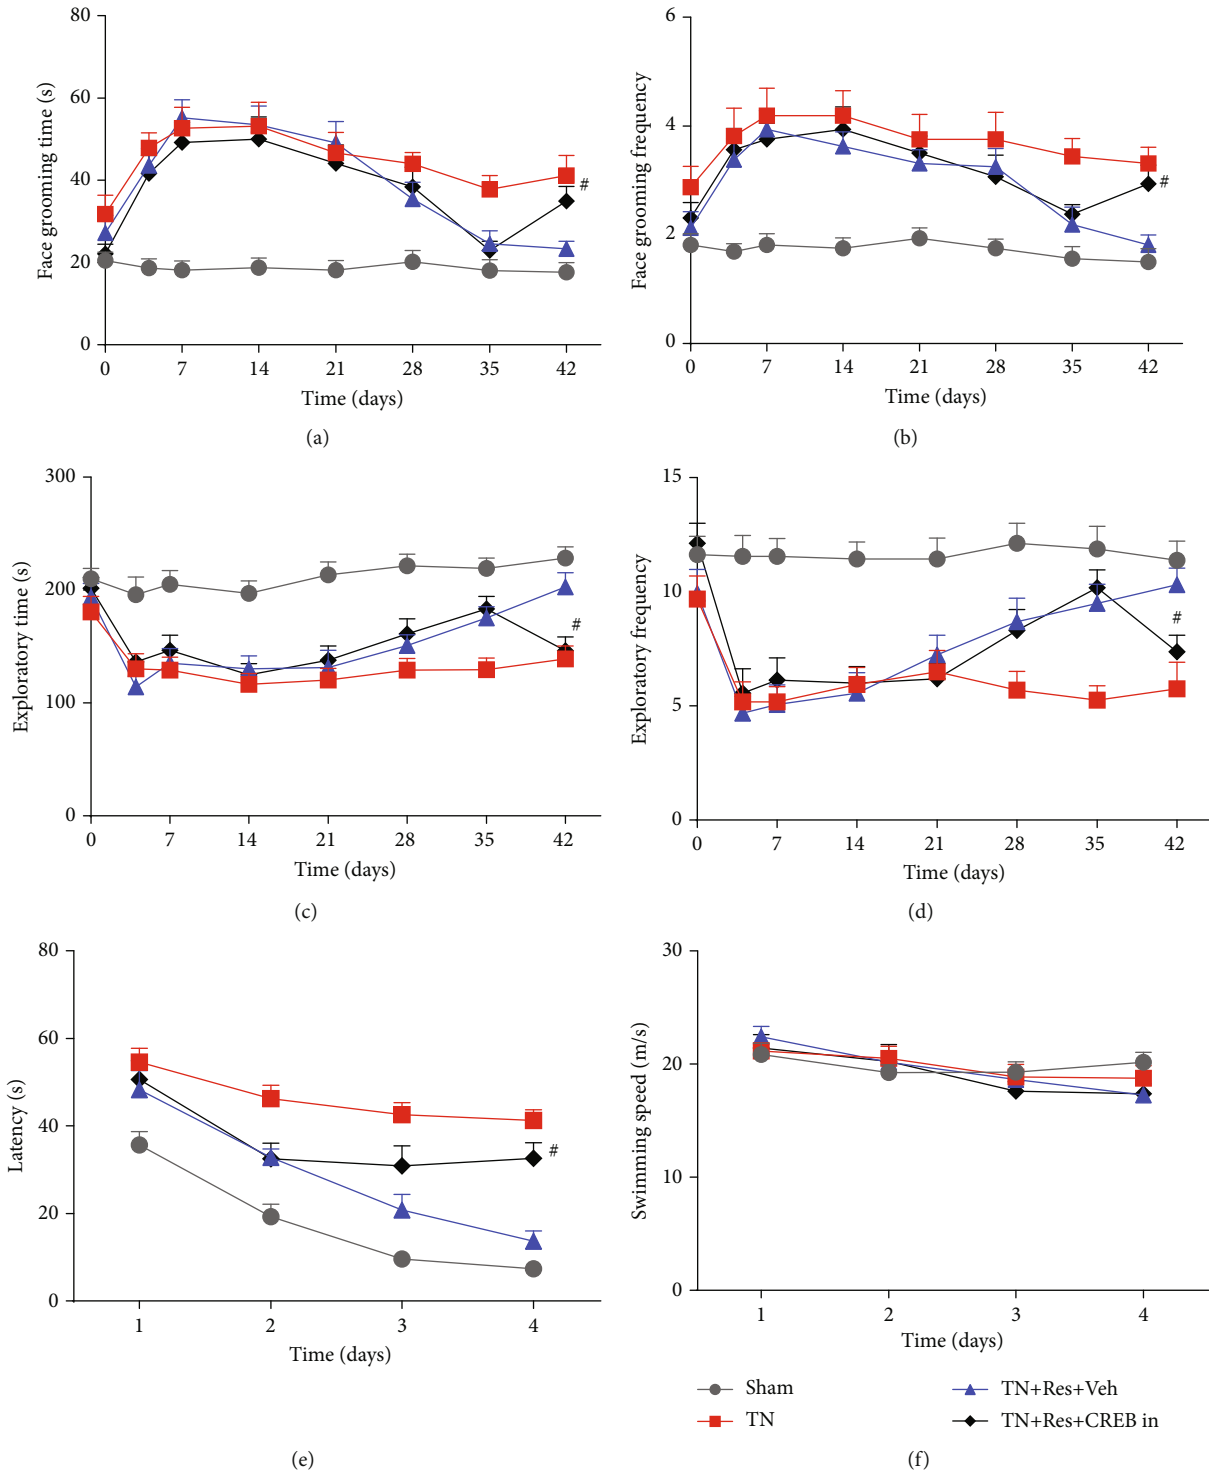 80
60
40
20
0
Face grooming time (s)
0 7 14 21 28 35 42
Time (days)
#
(a)
6
4
2
0
Face grooming frequency
0 7 14 21 28 35 42
Time (days)
#
(b)
300
200
100
0
Exploratory time (s)
0 7 14 21 28 35 42
Time (days)
#
(c)
15
10
5
0
Exploratory frequency
0 7 14 21 28 35 42
Time (days)
#
(d)
80
60
40
20
0
Latency (s)
1 2 3 4
Time (days)
#
(e)
30
20
10
0
Swimming speed (m/s)
1 2 3 4
Time (days)
Sham
TN
TN+Res+Veh
TN+Res+CREB in
(f)